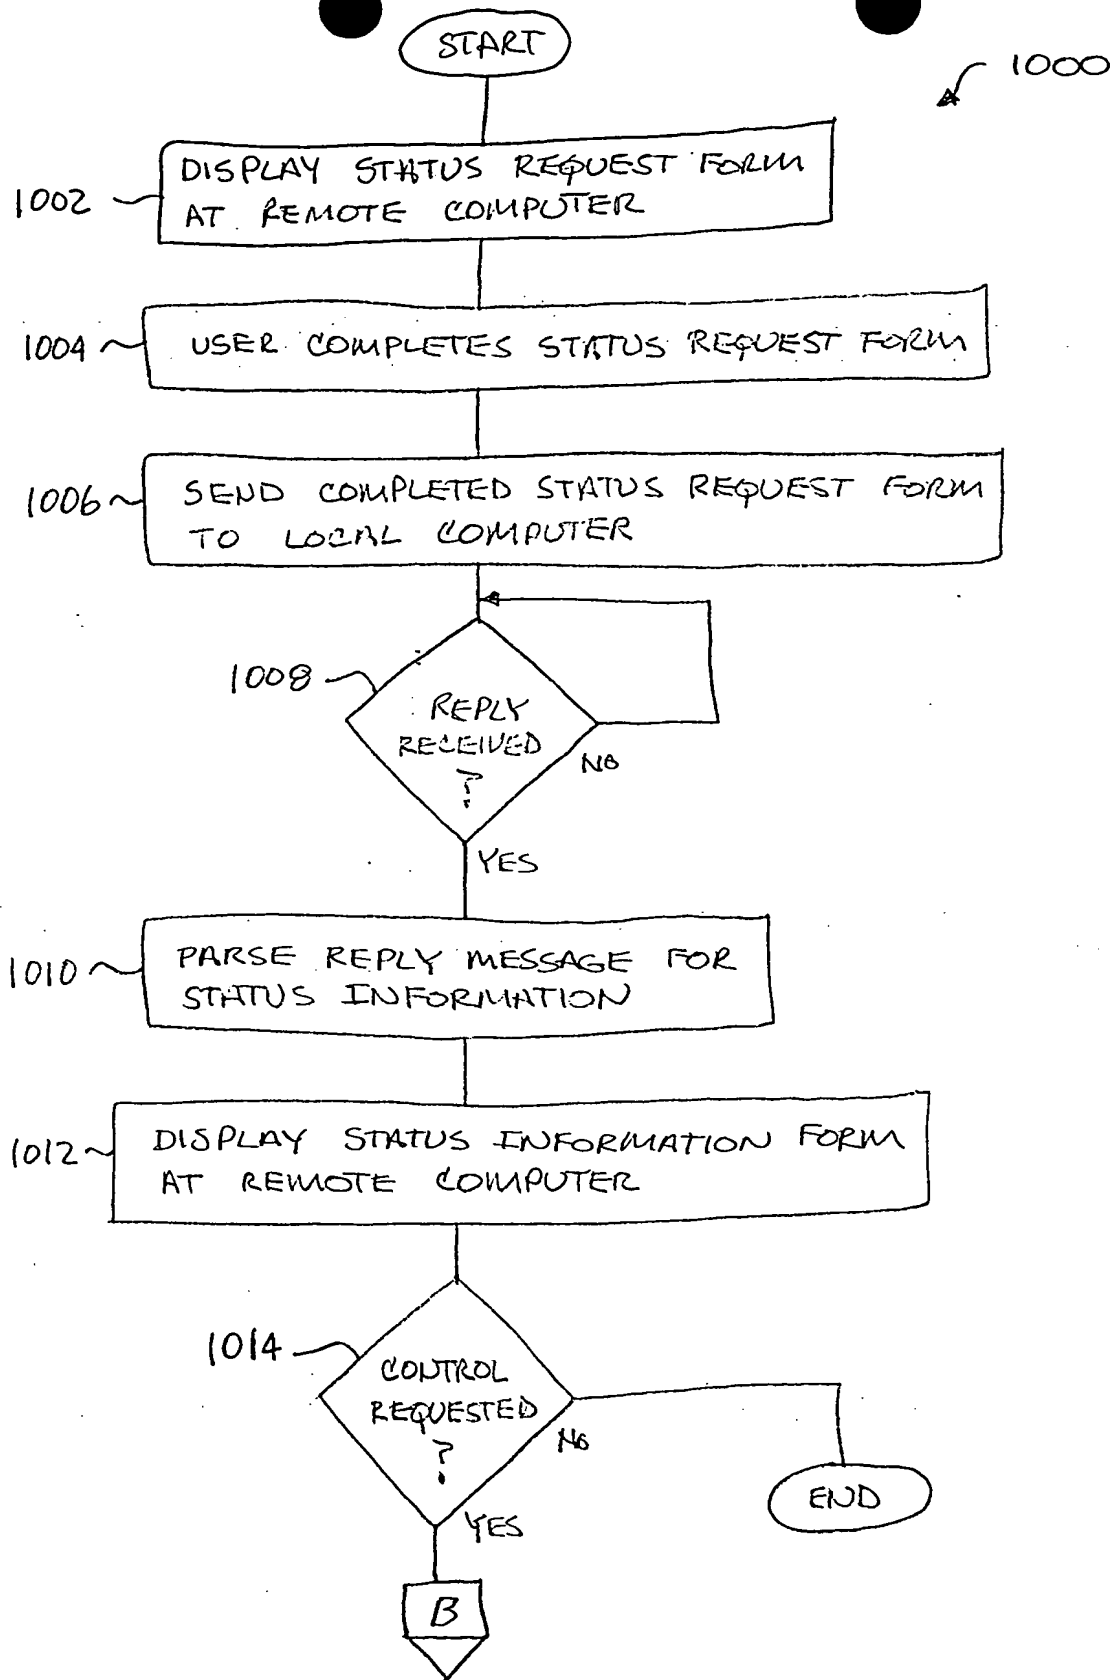 START
1000
1002
DISPLAY STATUS REQUEST FORM
AT REMOTE COMPUTER
1004
USER COMPLETES STATUS REQUEST FORM
1006
SEND COMPLETED STATUS REQUEST FORM
TO LOCAL COMPUTER
1008
REPLY
RECEIVED
?
NO
YES
1010
PARSE REPLY MESSAGE FOR
STATUS INFORMATION
1012
DISPLAY STATUS INFORMATION FORM
AT REMOTE COMPUTER
1014
CONTROL
REQUESTED
?
NO
YES
END
B